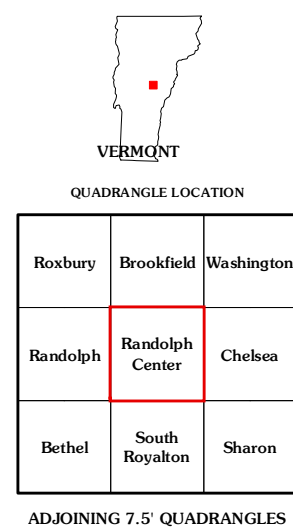 VERMONT
QUADRANGLE LOCATION
Roxbury Brookfield Washington
Randolph Randolph Center Chelsea
Bethel South Royalton Sharon
ADJOINING 7.5' QUADRANGLES